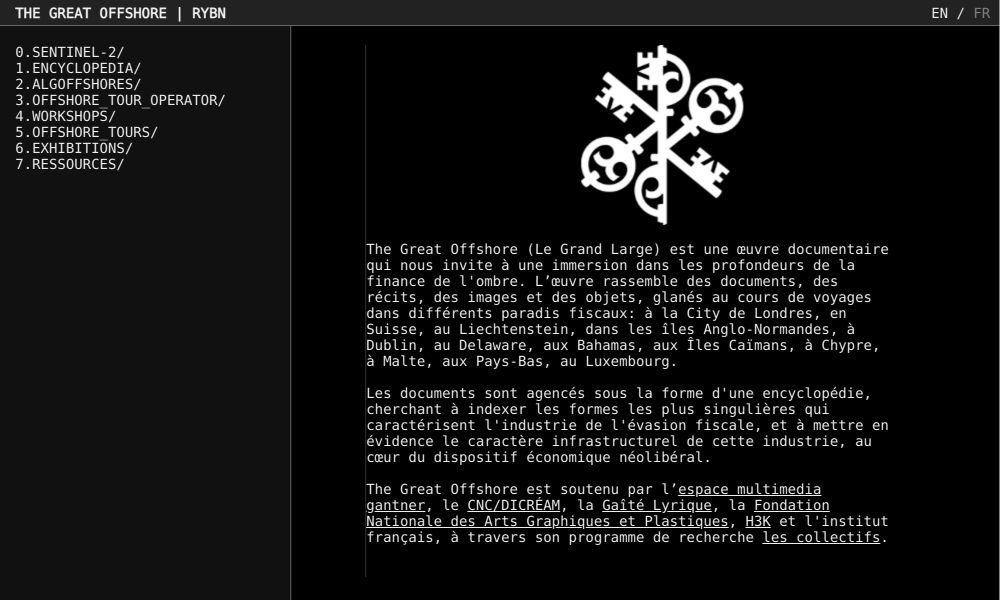 THE GREAT OFFSHORE | RYBN
EN / FR
0.SENTINEL-2/
1.ENCYCLOPEDIA/
2.ALGOFFSHORES/
3.OFFSHORE_TOUR_OPERATOR/
4.WORKSHOPS/
5.OFFSHORE_TOURS/
6.EXHIBITIONS/
7.RESSOURCES/
The Great Offshore (Le Grand Large) est une œuvre documentaire
qui nous invite à une immersion dans les profondeurs de la
finance de l'ombre. L’œuvre rassemble des documents, des
récits, des images et des objets, glanés au cours de voyages
dans différents paradis fiscaux: à la City de Londres, en
Suisse, au Liechtenstein, dans les îles Anglo-Normandes, à
Dublin, au Delaware, aux Bahamas, aux Îles Caïmans, à Chypre,
à Malte, aux Pays-Bas, au Luxembourg.
Les documents sont agencés sous la forme d'une encyclopédie,
cherchant à indexer les formes les plus singulières qui
caractérisent l'industrie de l'évasion fiscale, et à mettre en
évidence le caractère infrastructurel de cette industrie, au
cœur du dispositif économique néolibéral.
The Great Offshore est soutenu par l’espace multimedia
gantner, le CNC/DICRÉAM, la Gaîté Lyrique, la Fondation
Nationale des Arts Graphiques et Plastiques, H3K et l'institut
français, à travers son programme de recherche les collectifs.